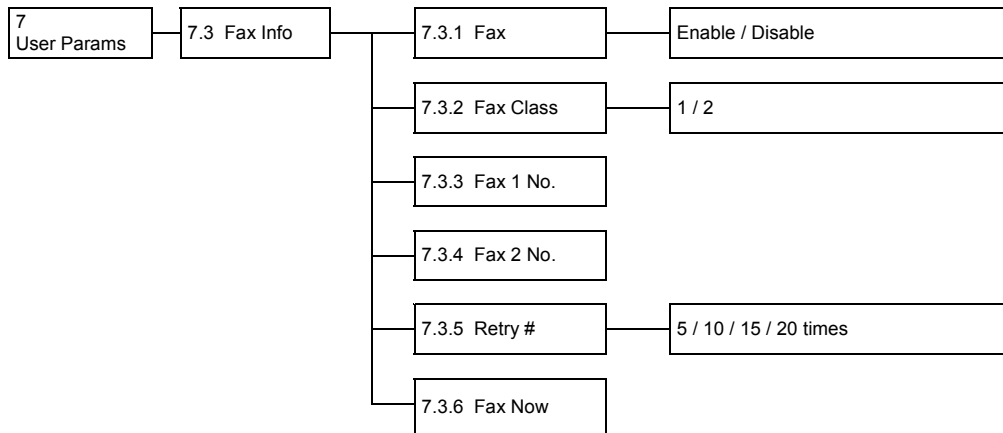 7
User Params
7.3 Fax Info
7.3.1 Fax
Enable / Disable
7.3.2 Fax Class
1 / 2
7.3.3 Fax 1 No.
7.3.4 Fax 2 No.
7.3.5 Retry #
5 / 10 / 15 / 20 times
7.3.6 Fax Now